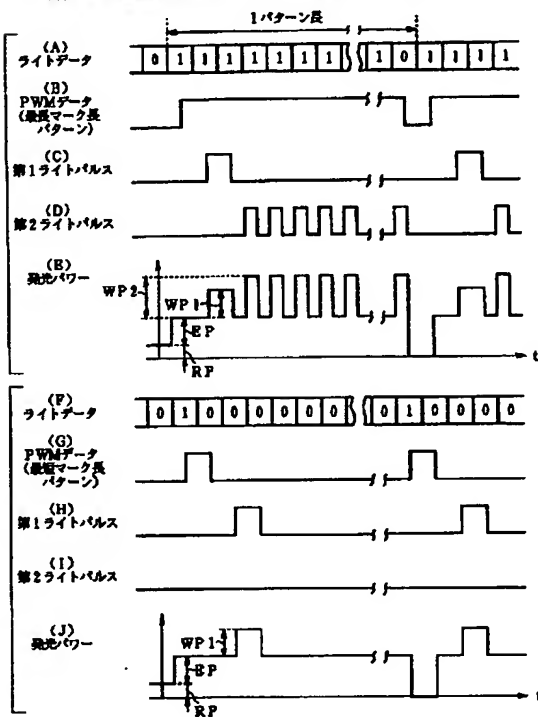 1パターン長
(A)
ライトデータ
0 1 1 1 1 1 1 1 1 0 1 1 1 1
(B)
PWMデータ
(最長マーク長
パターン)
(C)
第1ライトパルス
(D)
第2ライトパルス
(E)
発光パワー
WP2
WP1
EP
RP
t
(F)
ライトデータ
0 1 0 0 0 0 0 0 0 1 0 0 0 0
(G)
PWMデータ
(最短マーク長
パターン)
(H)
第1ライトパルス
(I)
第2ライトパルス
(J)
発光パワー
WP1
EP
RP
t